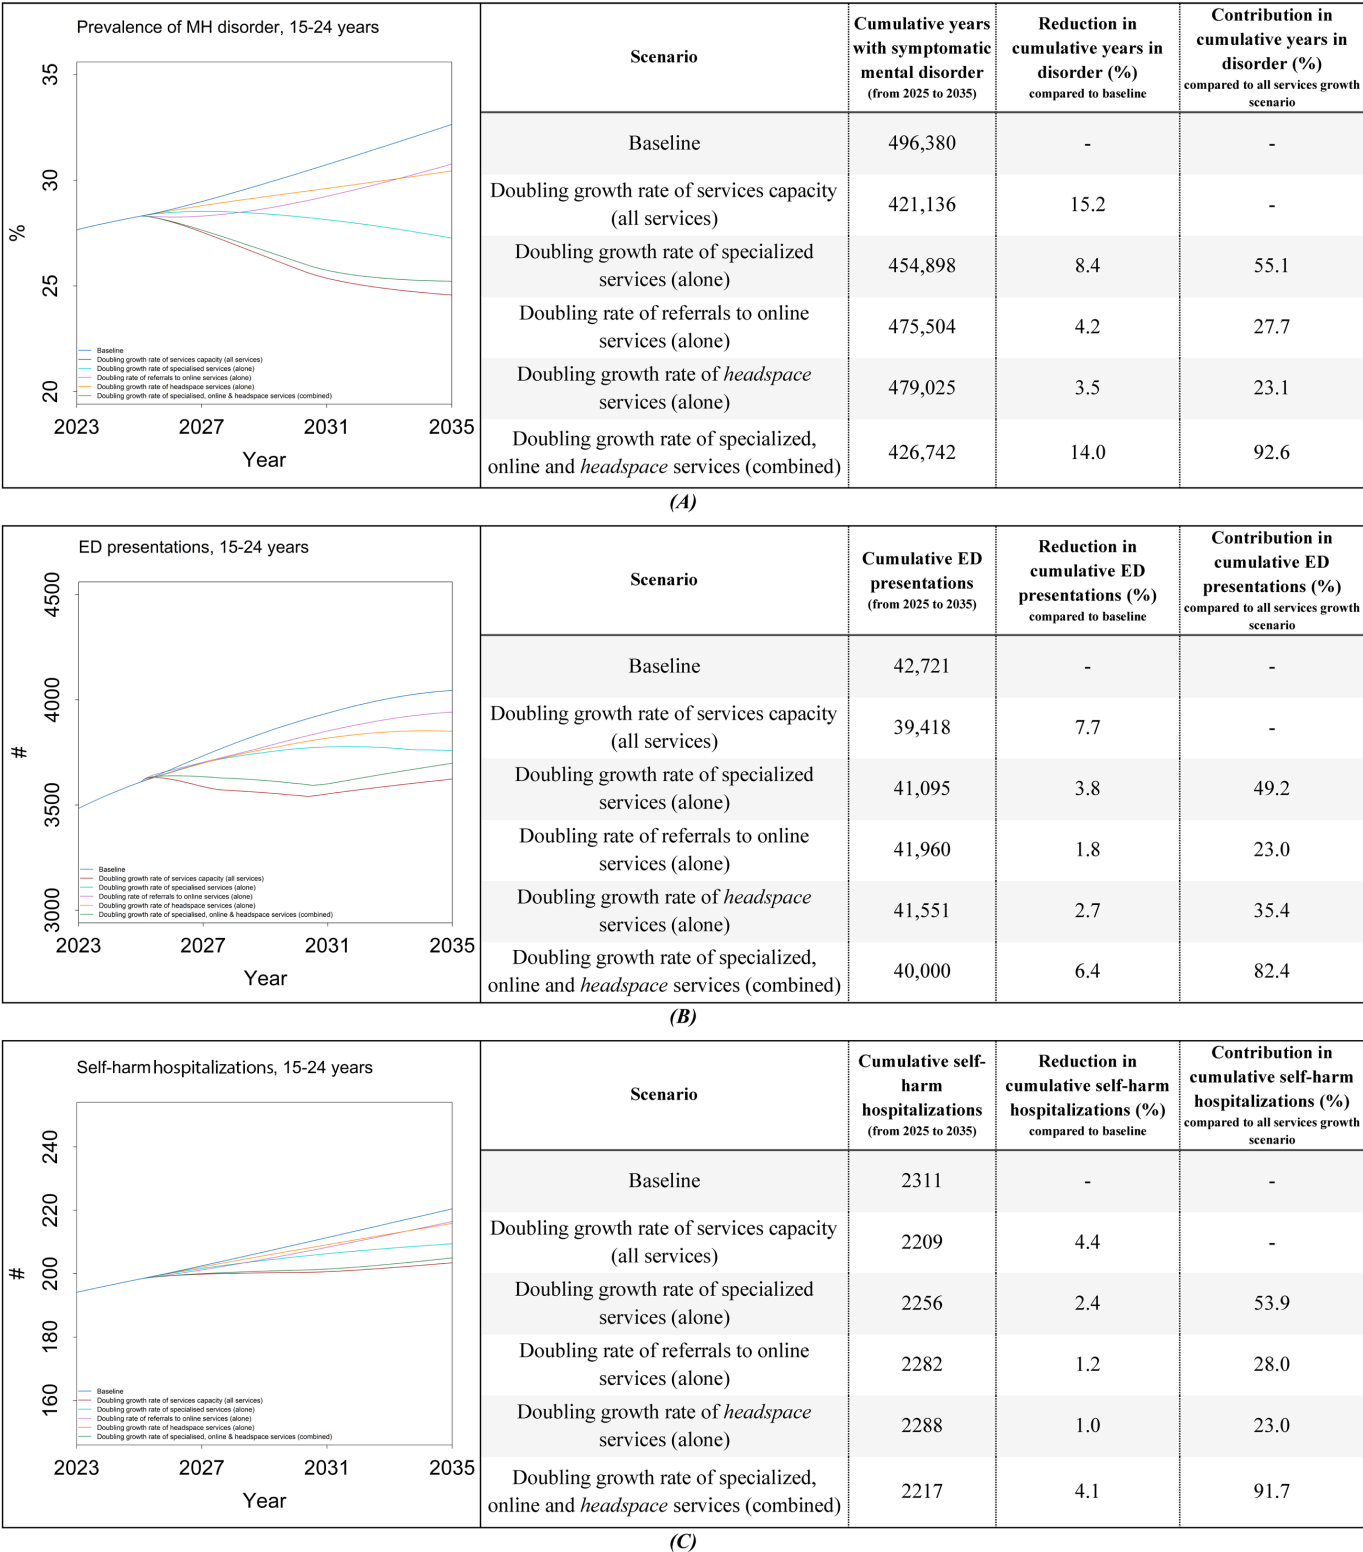 Prevalence of MH disorder, 15-24 years
35
30
%
25
20
Baseline
Doubling growth rate of services capacity (all services)
Doubling growth rate of specialised services (alone)
Doubling rate of referrals to online services (alone)
Doubling growth rate of headspace services (alone)
Doubling growth rate of specialised, online & headspace services (combined)
2023 2027 2031 2035
Year
Scenario
Cumulative years
with symptomatic
mental disorder
(from 2025 to 2035)
Reduction in
cumulative years in
disorder (%)
compared to baseline
Contribution in
cumulative years in
disorder (%)
compared to all services growth
scenario
Baseline 496,380 - -
Doubling growth rate of services capacity
(all services) 421,136 15.2 -
Doubling growth rate of specialized
services (alone) 454,898 8.4 55.1
Doubling rate of referrals to online
services (alone) 475,504 4.2 27.7
Doubling growth rate of headspace
services (alone) 479,025 3.5 23.1
Doubling growth rate of specialized,
online and headspace services (combined) 426,742 14.0 92.6
(A)
ED presentations, 15-24 years
4500
4000
#
3500
3000
Baseline
Doubling growth rate of services capacity (all services)
Doubling growth rate of specialised services (alone)
Doubling rate of referrals to online services (alone)
Doubling growth rate of headspace services (alone)
Doubling growth rate of specialised, online & headspace services (combined)
2023 2027 2031 2035
Year
Scenario
Cumulative ED
presentations
(from 2025 to 2035)
Reduction in
cumulative ED
presentations (%)
compared to baseline
Contribution in
cumulative ED
presentations (%)
compared to all services growth
scenario
Baseline 42,721 - -
Doubling growth rate of services capacity
(all services) 39,418 7.7 -
Doubling growth rate of specialized
services (alone) 41,095 3.8 49.2
Doubling rate of referrals to online
services (alone) 41,960 1.8 23.0
Doubling growth rate of headspace
services (alone) 41,551 2.7 35.4
Doubling growth rate of specialized,
online and headspace services (combined) 40,000 6.4 82.4
(B)
Self-harm hospitalizations, 15-24 years
240
220
200
#
180
160
Baseline
Doubling growth rate of services capacity (all services)
Doubling growth rate of specialised services (alone)
Doubling rate of referrals to online services (alone)
Doubling growth rate of headspace services (alone)
Doubling growth rate of specialised, online & headspace services (combined)
2023 2027 2031 2035
Year
Scenario
Cumulative self-
harm
hospitalizations
(from 2025 to 2035)
Reduction in
cumulative self-harm
hospitalizations (%)
compared to baseline
Contribution in
cumulative self-harm
hospitalizations (%)
compared to all services growth
scenario
Baseline 2311 - -
Doubling growth rate of services capacity
(all services) 2209 4.4 -
Doubling growth rate of specialized
services (alone) 2256 2.4 53.9
Doubling rate of referrals to online
services (alone) 2282 1.2 28.0
Doubling growth rate of headspace
services (alone) 2288 1.0 23.0
Doubling growth rate of specialized,
online and headspace services (combined) 2217 4.1 91.7
(C)